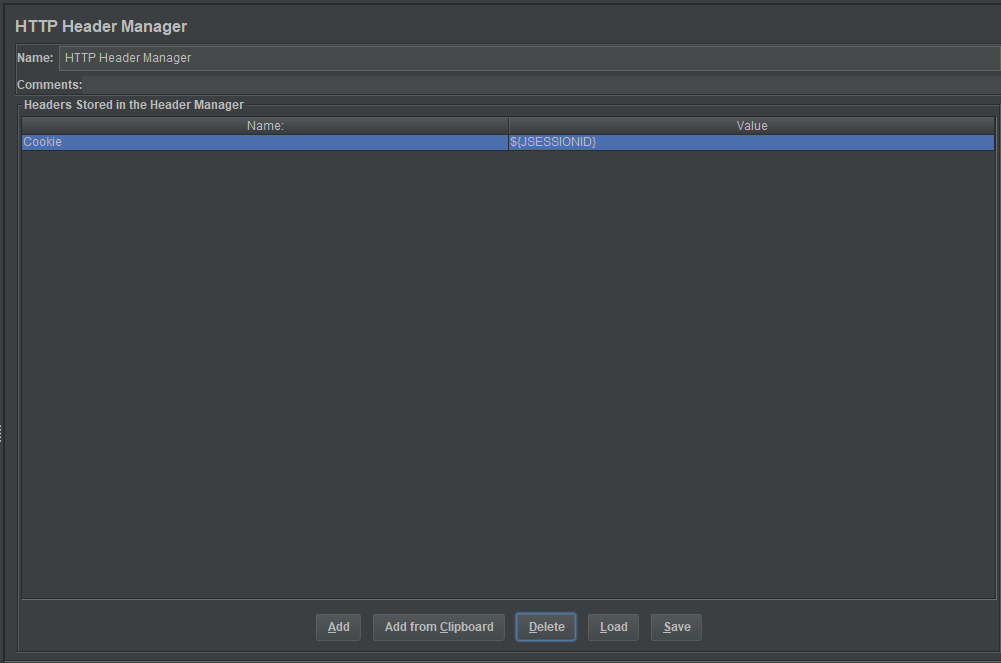 HTTP Header Manager
Name: HTTP Header Manager
Comments:
Headers Stored in the Header Manager
Name: Value
Cookie ${JSESSIONID}
Add Add from Clipboard Delete Load Save